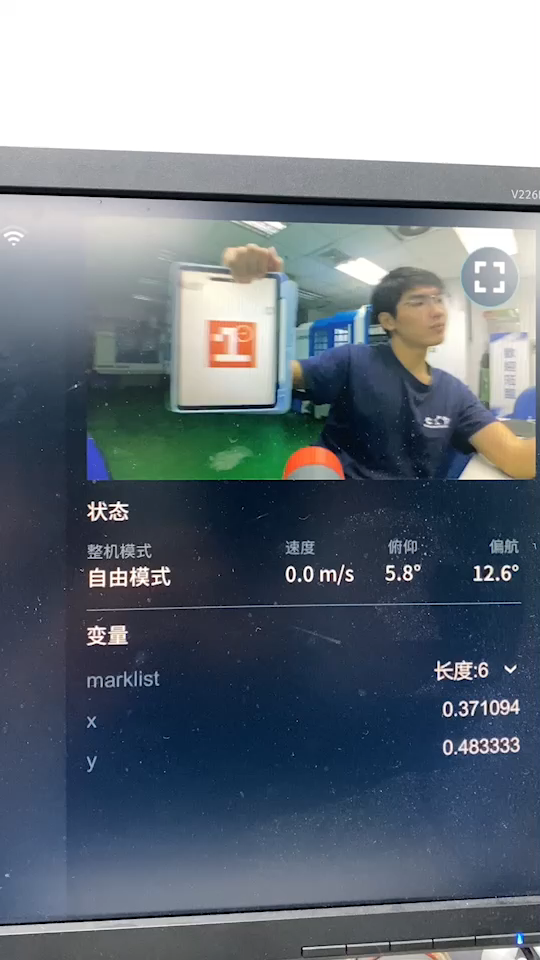 V226
1
状态
整机模式 速度 俯仰 偏航
自由模式 0.0 m/s 5.8° 12.6°
变量
marklist 长度:6
x 0.371094
y 0.483333